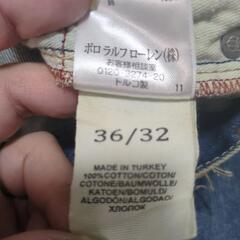 ポロ ラルフ ローレン(株)
お客様相談室
0120-3274-20
トルコ製
11
36/32
MADE IN TURKEY
100%COTTON/COTON/
COTONE/BAUMWOLLE/
KATOEN/BOMULD/
ALGODÓN/ALGODAO/
ХЛОПОК